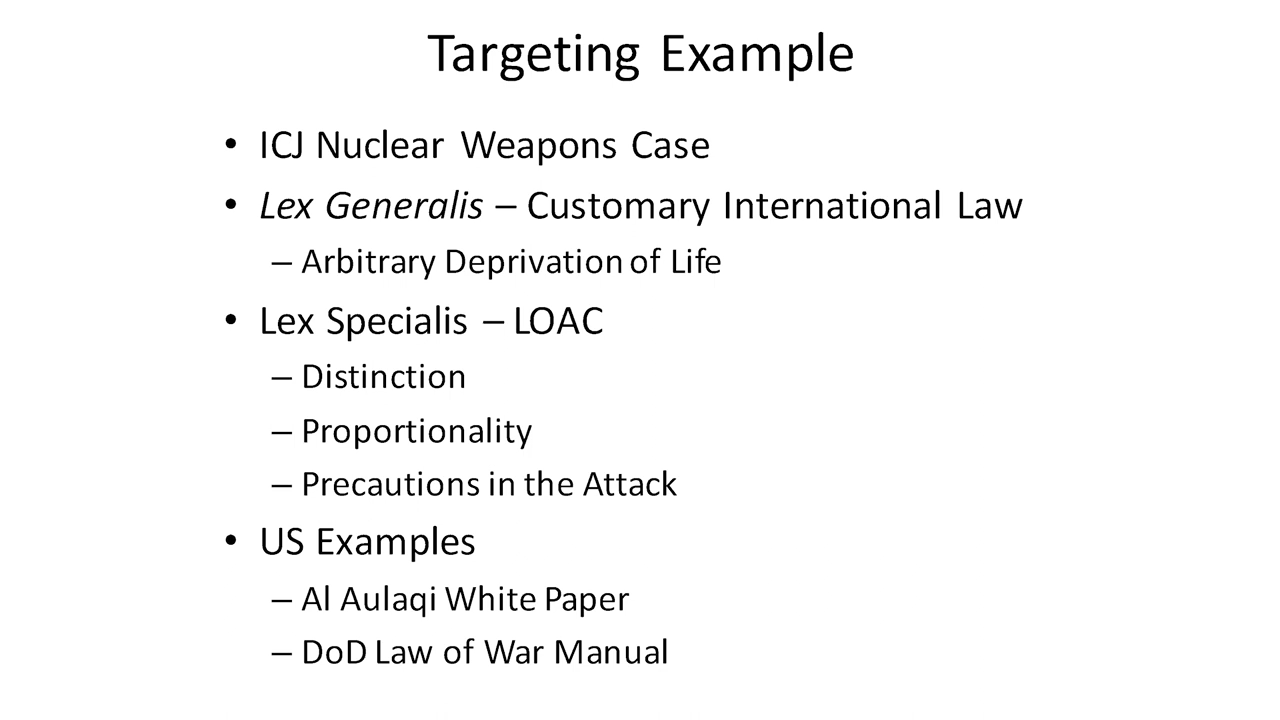 Targeting Example
• ICJ Nuclear Weapons Case
• Lex Generalis – Customary International Law
– Arbitrary Deprivation of Life
• Lex Specialis – LOAC
– Distinction
– Proportionality
– Precautions in the Attack
• US Examples
– Al Aulaqi White Paper
– DoD Law of War Manual